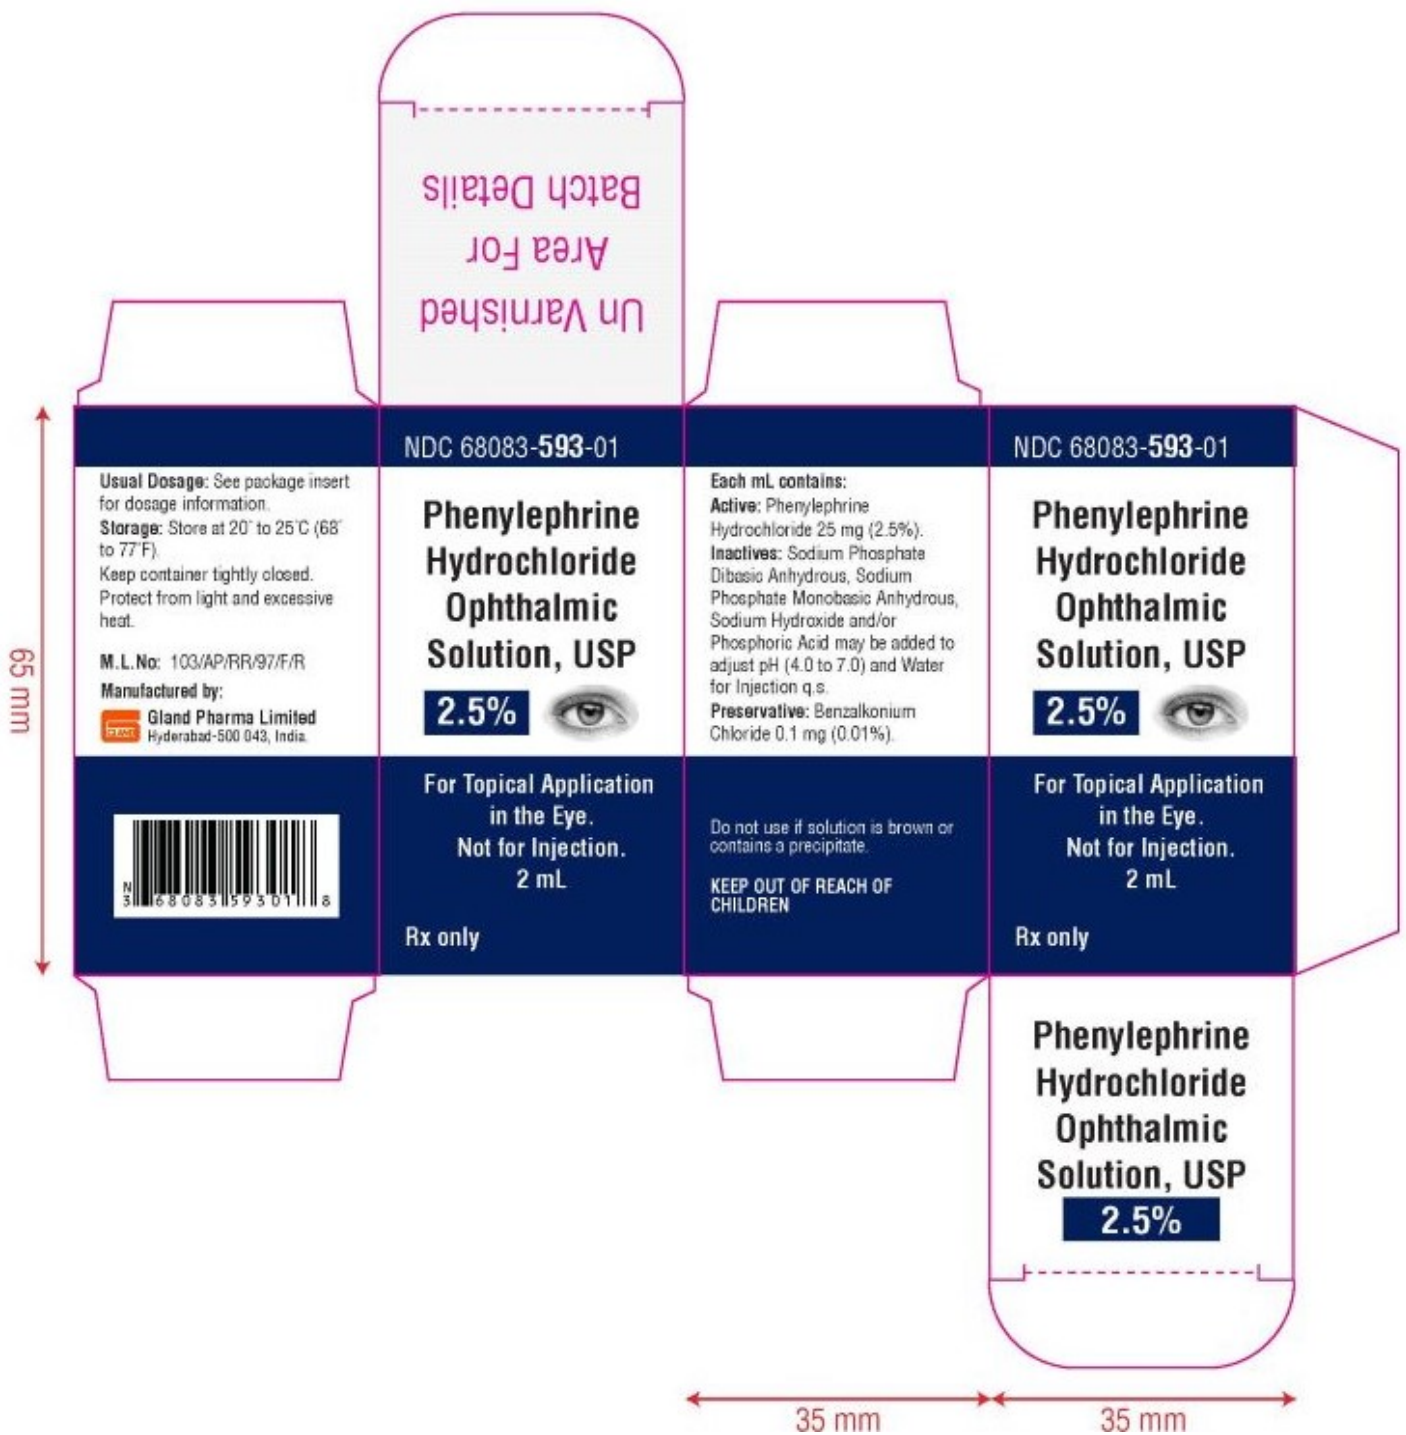 Un Varnished
Area For
Batch Details
Usual Dosage: See package insert
for dosage information.
Storage: Store at 20° to 25°C (68°
to 77°F).
Keep container tightly closed.
Protect from light and excessive
heat.
M.L.No: 103/AP/RR/97/F/R
Manufactured by:
GLAND
Gland Pharma Limited
Hyderabad-500 043, India.
N
3 68083 59301 8
NDC 68083-593-01
Phenylephrine
Hydrochloride
Ophthalmic
Solution, USP
2.5%
For Topical Application
in the Eye.
Not for Injection.
2 mL
Rx only
Each mL contains:
Active: Phenylephrine
Hydrochloride 25 mg (2.5%).
Inactives: Sodium Phosphate
Dibasic Anhydrous, Sodium
Phosphate Monobasic Anhydrous,
Sodium Hydroxide and/or
Phosphoric Acid may be added to
adjust pH (4.0 to 7.0) and Water
for Injection q.s.
Preservative: Benzalkonium
Chloride 0.1 mg (0.01%).
Do not use if solution is brown or
contains a precipitate.
KEEP OUT OF REACH OF
CHILDREN
NDC 68083-593-01
Phenylephrine
Hydrochloride
Ophthalmic
Solution, USP
2.5%
For Topical Application
in the Eye.
Not for Injection.
2 mL
Rx only
Phenylephrine
Hydrochloride
Ophthalmic
Solution, USP
2.5%
65 mm
35 mm
35 mm